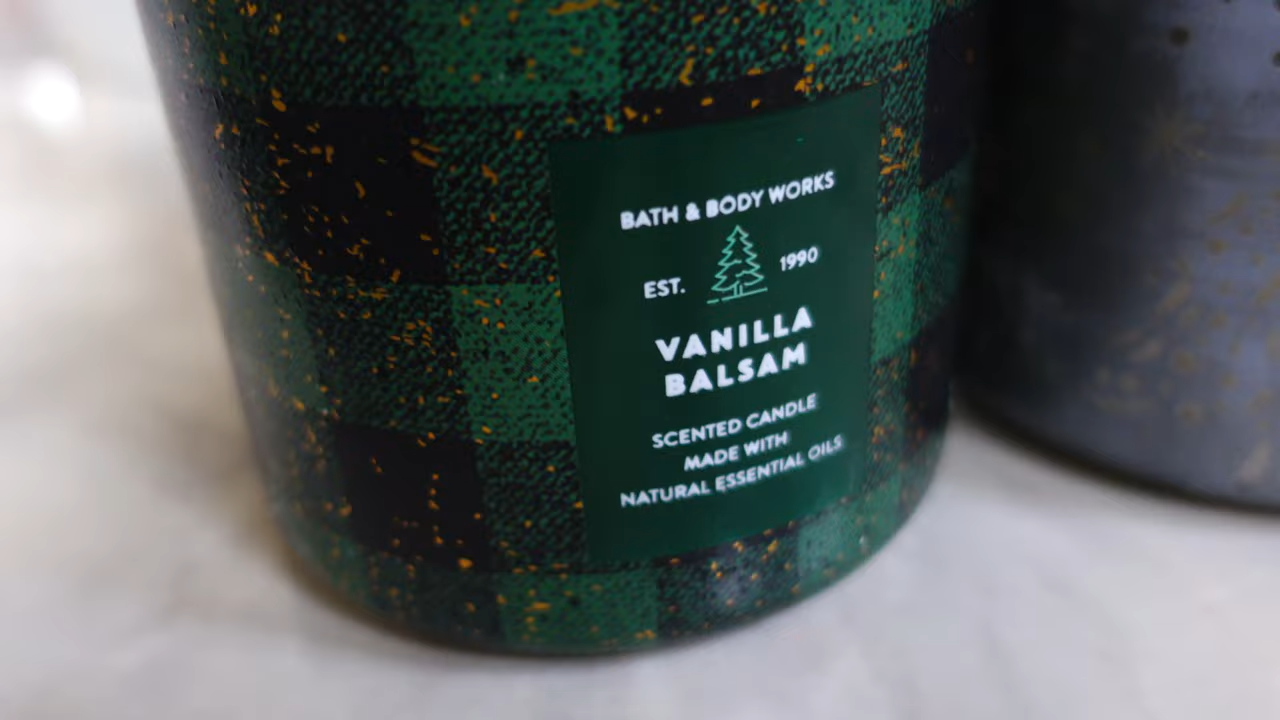 BATH & BODY WORKS
EST. 1990
VANILLA
BALSAM
SCENTED CANDLE
MADE WITH
NATURAL ESSENTIAL OILS